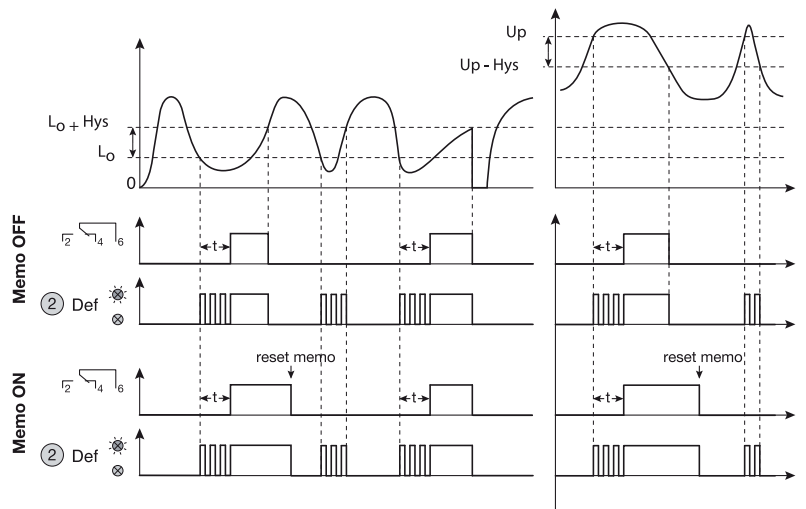 Up
Up - Hys
Lo + Hys
Lo
0
Memo OFF
2 4 6
t t t
2 Def
reset memo reset memo
Memo ON
2 4 6
t t t
2 Def